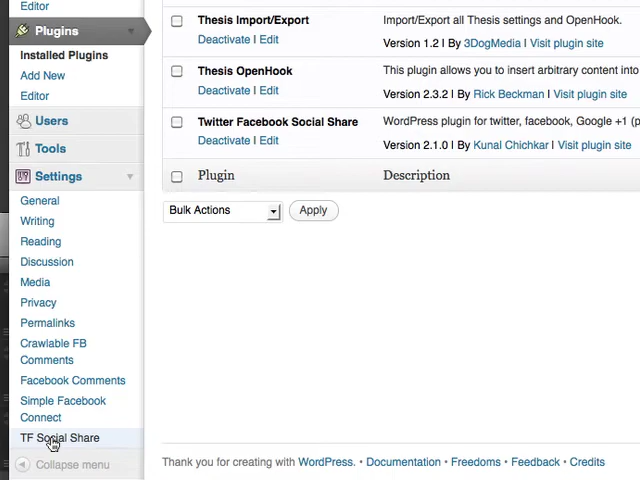 Editor
Plugins
Installed Plugins
Add New
Editor
Users
Tools
Settings
General
Writing
Reading
Discussion
Media
Privacy
Permalinks
Crawlable FB
Comments
Facebook Comments
Simple Facebook
Connect
TF Social Share
Collapse menu
Thesis Import/Export
Import/Export all Thesis settings and OpenHook.
Deactivate | Edit
Version 1.2 | By 3DogMedia | Visit plugin site
Thesis OpenHook
This plugin allows you to insert arbitrary content into
Deactivate | Edit
Version 2.3.2 | By Rick Beckman | Visit plugin site
Twitter Facebook Social Share
WordPress plugin for twitter, facebook, Google +1 (p
Deactivate | Edit
Version 2.1.0 | By Kunal Chichkar | Visit plugin site
Plugin
Description
Bulk Actions
Apply
Thank you for creating with WordPress. • Documentation • Freedoms • Feedback • Credits